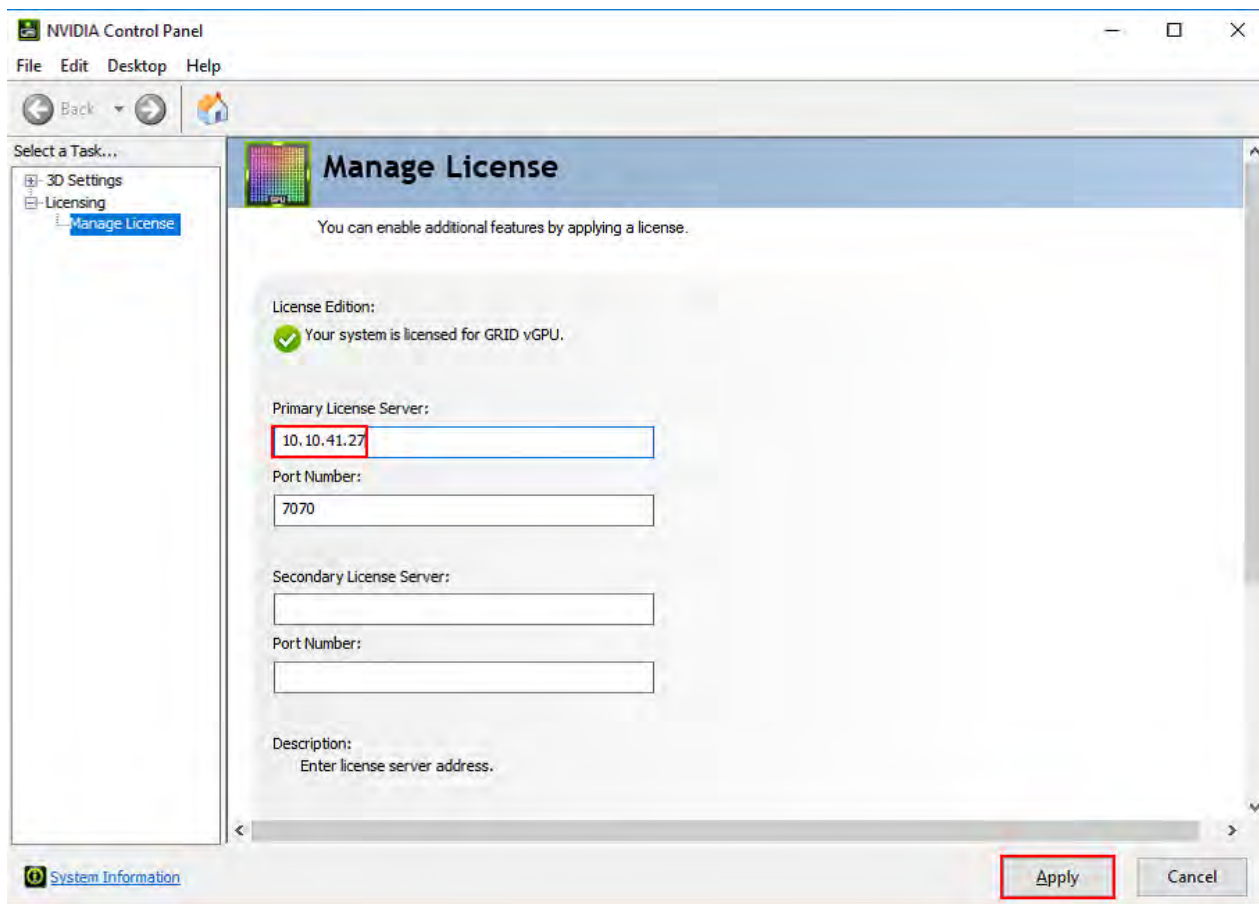 NVIDIA Control Panel
File Edit Desktop Help
Back
Select a Task...
3D Settings
Licensing
Manage License
GPU
Manage License
You can enable additional features by applying a license.
License Edition:
Your system is licensed for GRID vGPU.
Primary License Server:
10.10.41.27
Port Number:
7070
Secondary License Server:
Port Number:
Description:
Enter license server address.
System Information
Apply
Cancel